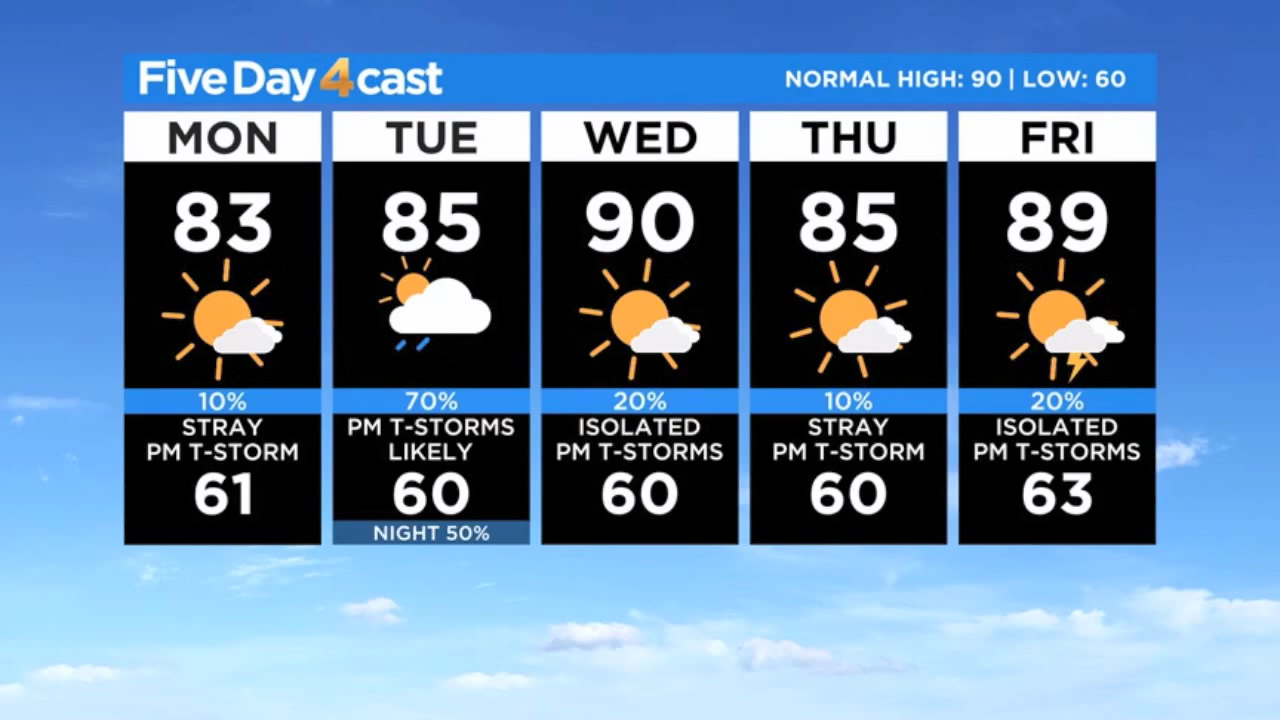 Five Day 4cast
NORMAL HIGH: 90 | LOW: 60
MON
83
10%
STRAY
PM T-STORM
61
TUE
85
70%
PM T-STORMS
LIKELY
60
NIGHT 50%
WED
90
20%
ISOLATED
PM T-STORMS
60
THU
85
10%
STRAY
PM T-STORM
60
FRI
89
20%
ISOLATED
PM T-STORMS
63